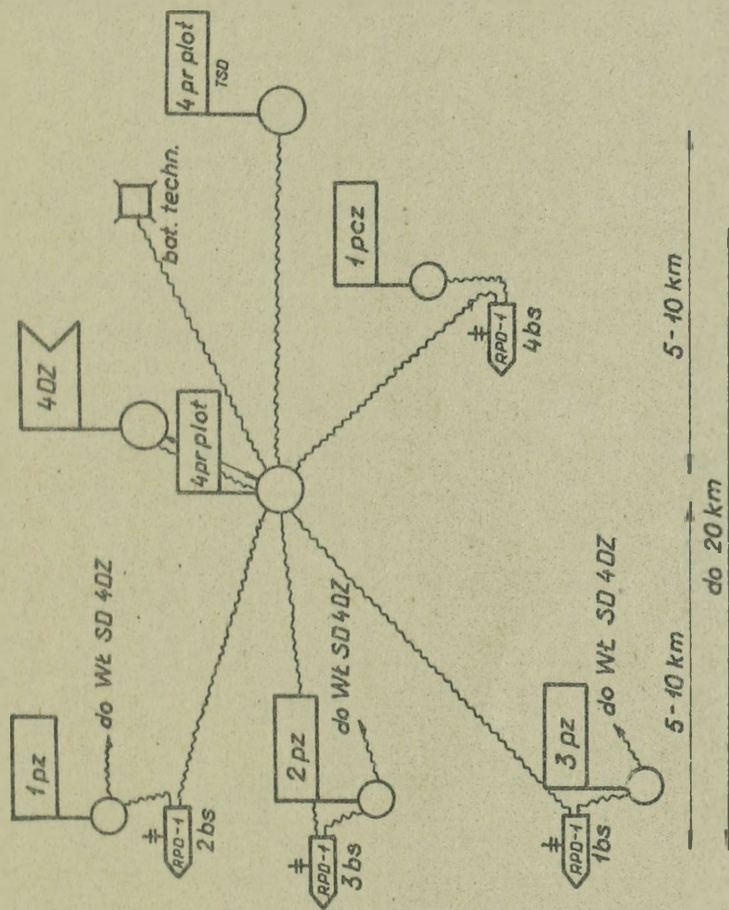 4 pr plot
TSD
bat. techn.
4DZ
4pr plot
1 pcz
RPD-1
4bs
1pz
do WŁ SD 4DZ
RPD-1
2bs
2 pz
do WŁ SD 4DZ
RPD-1
3bs
3 pz
do WŁ SD 4DZ
RPD-1
1bs
5-10 km
5-10 km
do 20 km